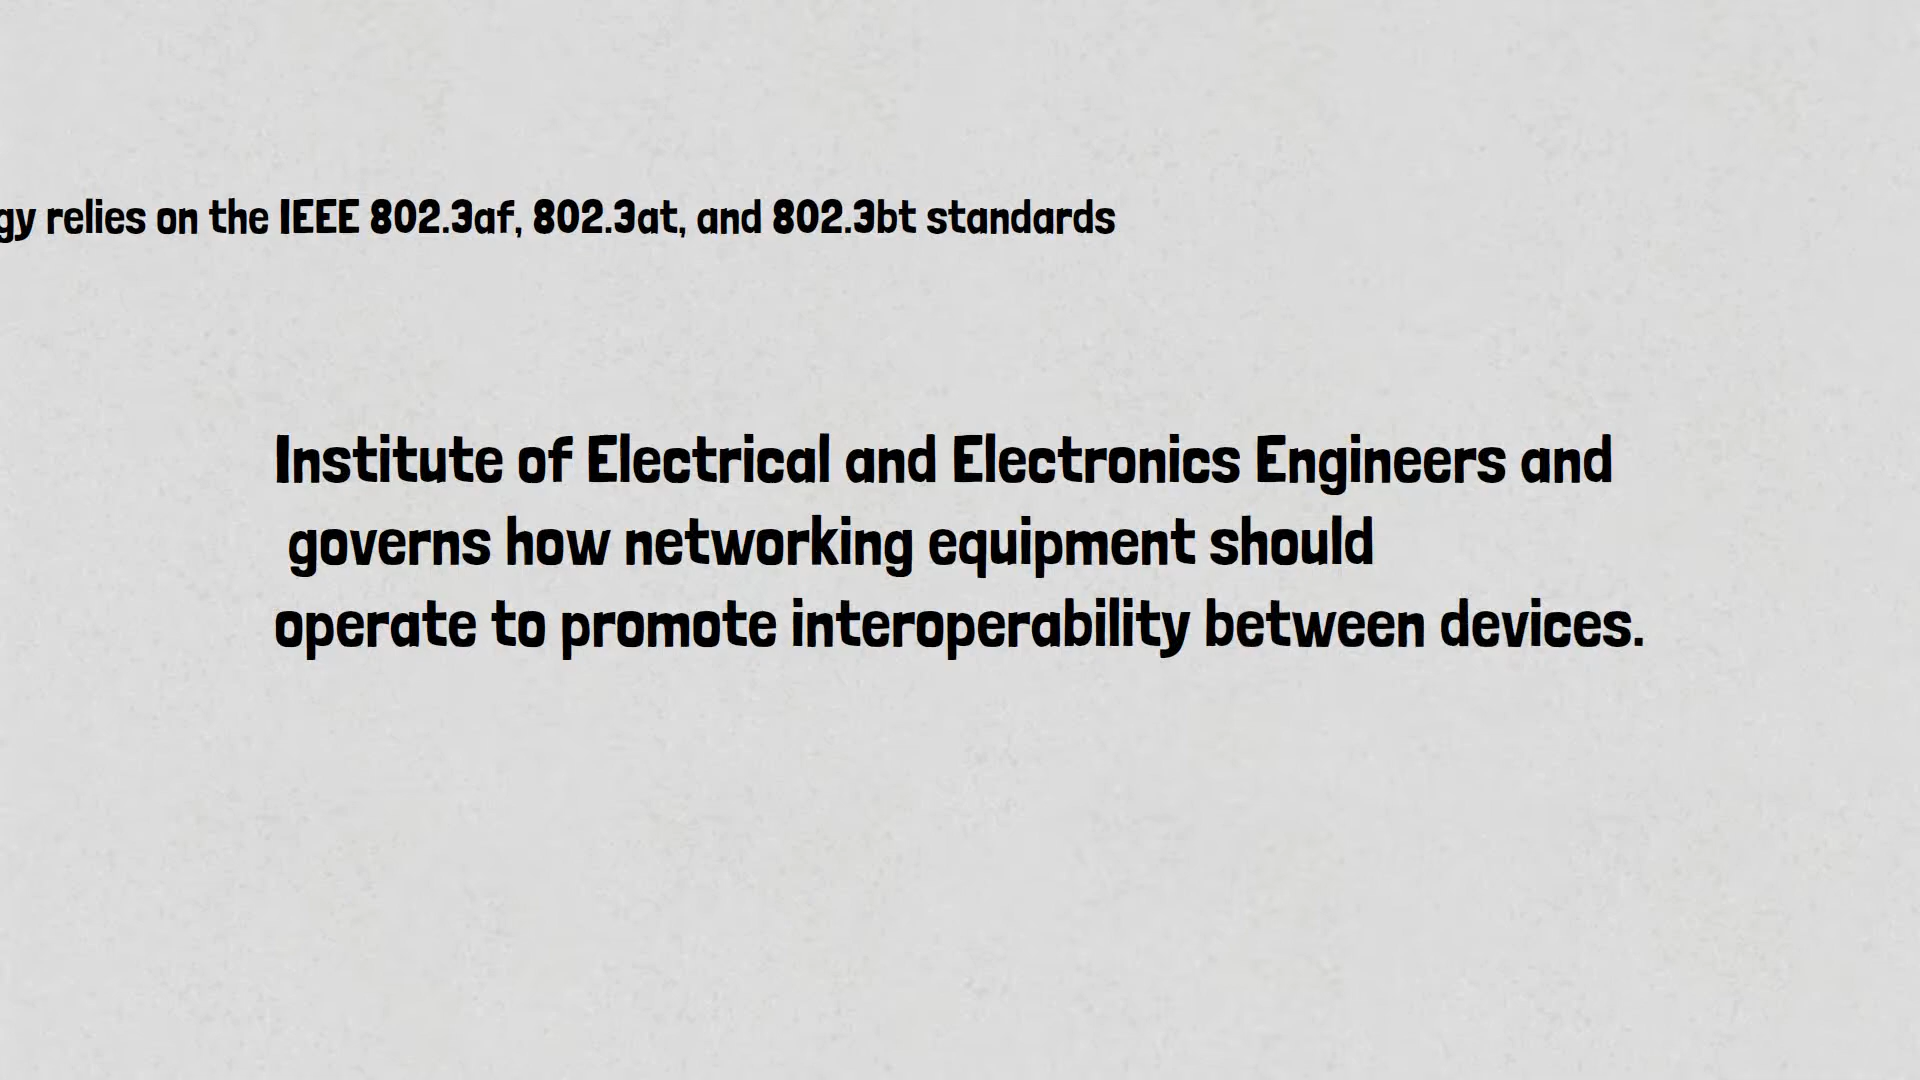 relies on the IEEE 802.3af, 802.3at, and 802.3bt standards
Institute of Electrical and Electronics Engineers and
governs how networking equipment should
operate to promote interoperability between devices.